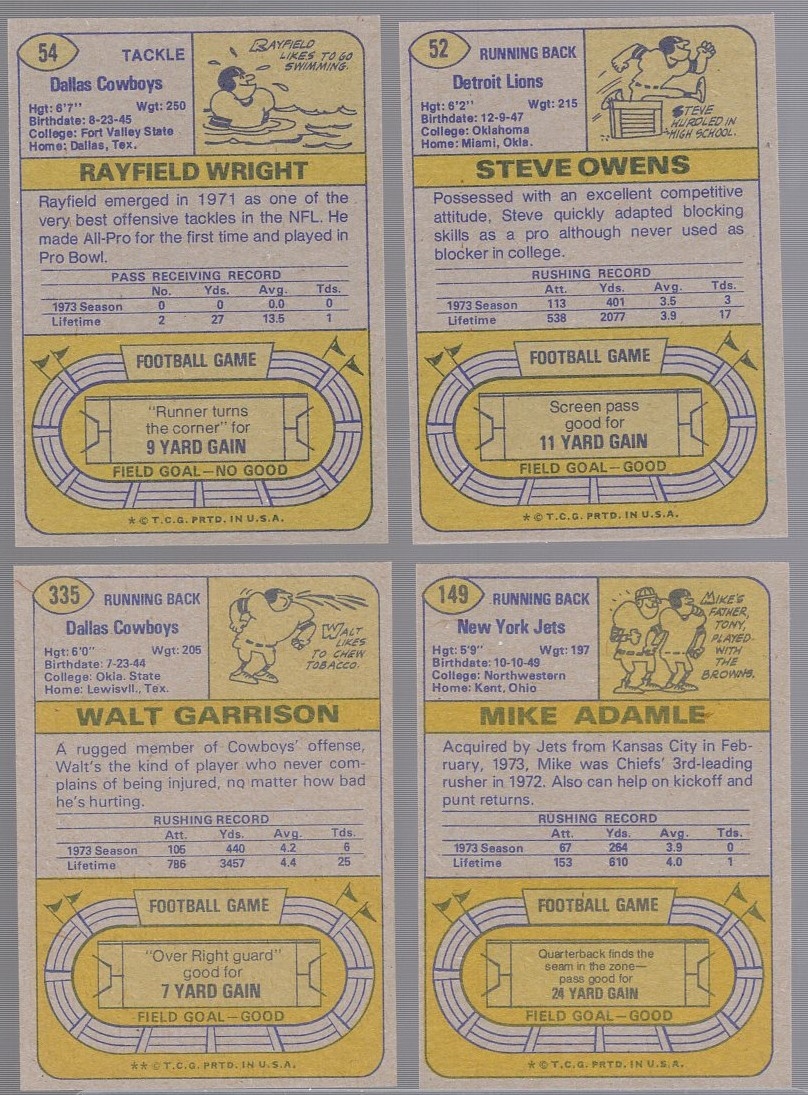 54
TACKLE
Dallas Cowboys
Hgt: 6'7" Wgt: 250
Birthdate: 8-23-45
College: Fort Valley State
Home: Dallas, Tex.
RAYFIELD
LIKES TO GO
SWIMMING.
RAYFIELD WRIGHT
Rayfield emerged in 1971 as one of the
very best offensive tackles in the NFL. He
made All-Pro for the first time and played in
Pro Bowl.
PASS RECEIVING RECORD
No. Yds. Avg. Tds.
1973 Season 0 0 0.0 0
Lifetime 2 27 13.5 1
FOOTBALL GAME
"Runner turns
the corner" for
9 YARD GAIN
FIELD GOAL—NO GOOD
* © T.C.G. PRTD. IN U.S.A.
52
RUNNING BACK
Detroit Lions
Hgt: 6'2" Wgt: 215
Birthdate: 12-9-47
College: Oklahoma
Home: Miami, Okla.
STEVE
HURDLED IN
HIGH SCHOOL.
STEVE OWENS
Possessed with an excellent competitive
attitude, Steve quickly adapted blocking
skills as a pro although never used as
blocker in college.
RUSHING RECORD
Att. Yds. Avg. Tds.
1973 Season 113 401 3.5 3
Lifetime 538 2077 3.9 17
FOOTBALL GAME
Screen pass
good for
11 YARD GAIN
FIELD GOAL—GOOD
* © T.C.G. PRTD. IN U.S.A.
335
RUNNING BACK
Dallas Cowboys
Hgt: 6'0" Wgt: 205
Birthdate: 7-23-44
College: Okla. State
Home: Lewisvll., Tex.
WALT
LIKES
TO CHEW
TOBACCO.
WALT GARRISON
A rugged member of Cowboys' offense,
Walt's the kind of player who never com-
plains of being injured, no matter how bad
he's hurting.
RUSHING RECORD
Att. Yds. Avg. Tds.
1973 Season 105 440 4.2 6
Lifetime 786 3457 4.4 25
FOOTBALL GAME
"Over Right guard"
good for
7 YARD GAIN
FIELD GOAL—GOOD
** © T.C.G. PRTD. IN U.S.A.
149
RUNNING BACK
New York Jets
Hgt: 5'9" Wgt: 197
Birthdate: 10-10-49
College: Northwestern
Home: Kent, Ohio
MIKE'S
FATHER,
TONY,
PLAYED
WITH
THE
BROWNS.
MIKE ADAMLE
Acquired by Jets from Kansas City in Feb-
ruary, 1973, Mike was Chiefs' 3rd-leading
rusher in 1972. Also can help on kickoff and
punt returns.
RUSHING RECORD
Att. Yds. Avg. Tds.
1973 Season 67 264 3.9 0
Lifetime 153 610 4.0 1
FOOTBALL GAME
Quarterback finds the
seam in the zone—
pass good for
24 YARD GAIN
FIELD GOAL—GOOD
* © T.C.G. PRTD. IN U.S.A.